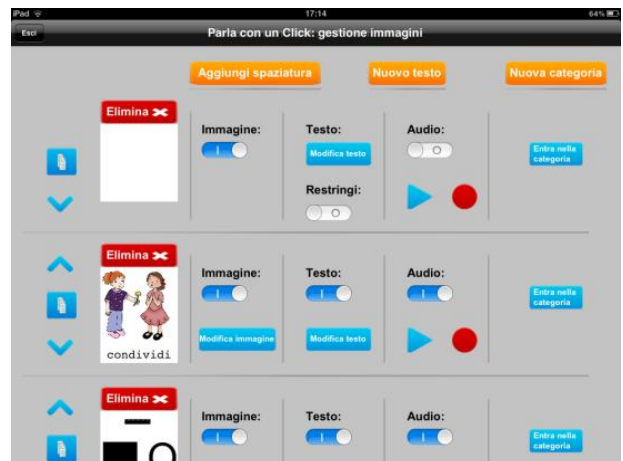 iPad 17:14 64%
Esci Parla con un Click: gestione immagini
Aggiungi spaziatura Nuovo testo Nuova categoria
Elimina
Immagine: Testo: Audio:
Modifica testo
Entra nella categoria
Restringi:
Elimina
Immagine: Testo: Audio:
Entra nella categoria
Modifica immagine Modifica testo
condividi
Elimina
Immagine: Testo: Audio:
Entra nella categoria